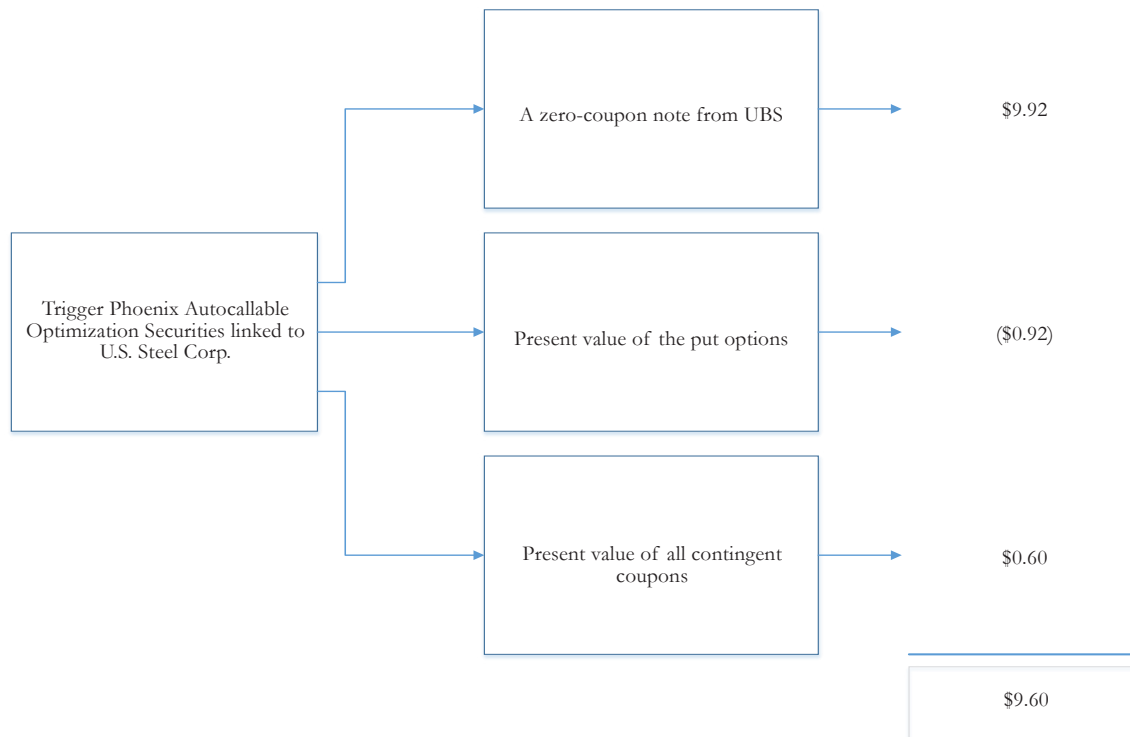 A zero-coupon note from UBS
$9.92
Trigger Phoenix Autocallable
Optimization Securities linked to
U.S. Steel Corp.
Present value of the put options
($0.92)
Present value of all contingent
coupons
$0.60
$9.60